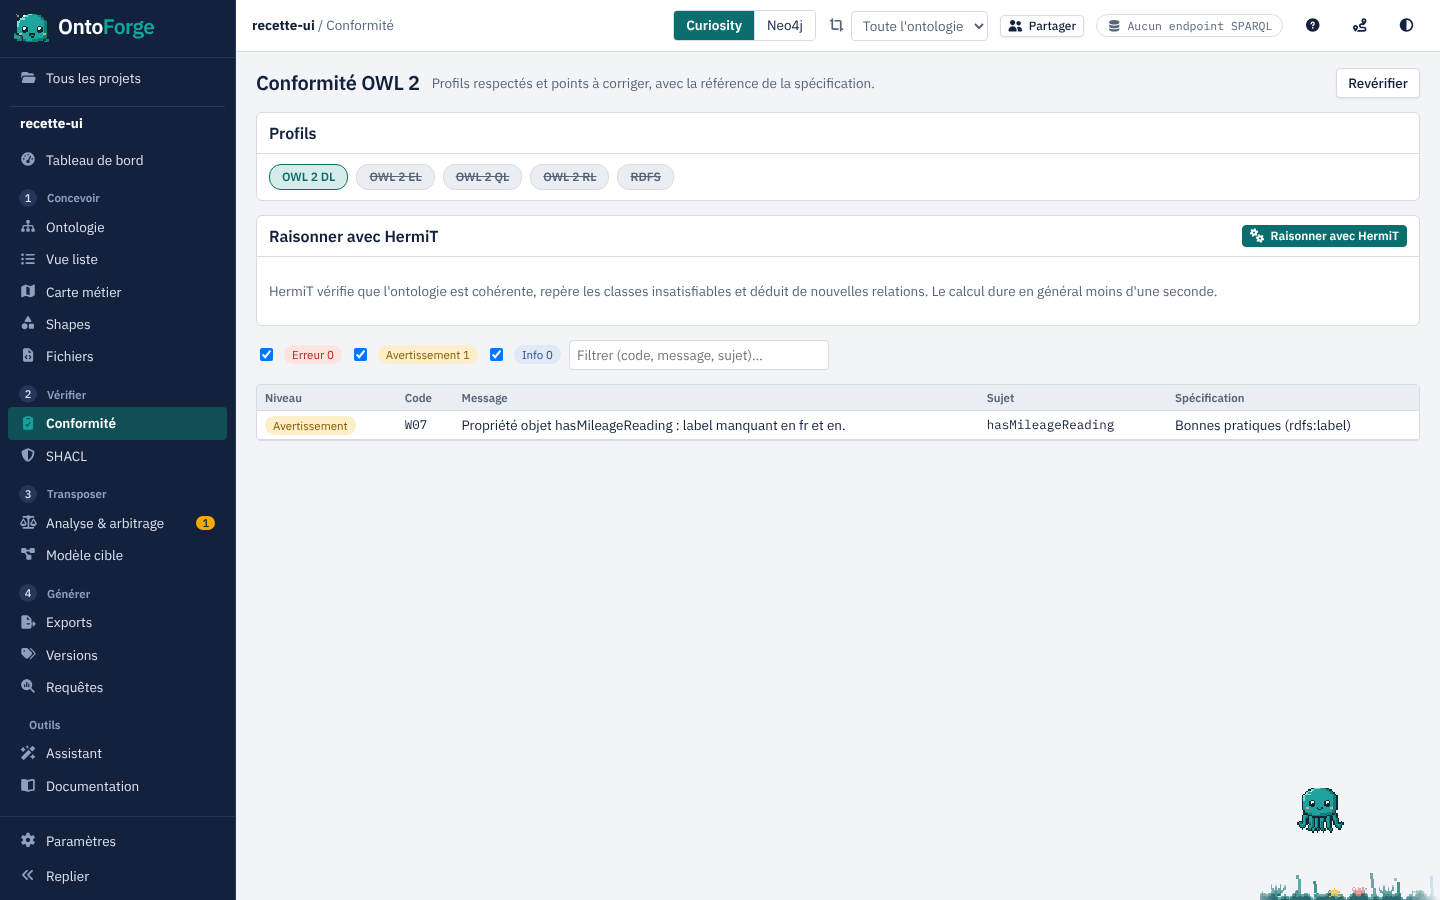 OntoForge
Tous les projets
recette-ui
Tableau de bord
1 Concevoir
Ontologie
Vue liste
Carte métier
Shapes
Fichiers
2 Vérifier
Conformité
SHACL
3 Transposer
Analyse & arbitrage 1
Modèle cible
4 Générer
Exports
Versions
Requêtes
Outils
Assistant
Documentation
Paramètres
Replier
recette-ui / Conformité
Curiosity Neo4j Toute l'ontologie Partager Aucun endpoint SPARQL
Conformité OWL 2 Profils respectés et points à corriger, avec la référence de la spécification. Revérifier
Profils
OWL 2 DL OWL 2 EL OWL 2 QL OWL 2 RL RDFS
Raisonner avec HermiT Raisonner avec HermiT
HermiT vérifie que l'ontologie est cohérente, repère les classes insatisfiables et déduit de nouvelles relations. Le calcul dure en général moins d'une seconde.
Erreur 0 Avertissement 1 Info 0 Filtrer (code, message, sujet)...
Niveau Code Message Sujet Spécification
Avertissement W07 Propriété objet hasMileageReading : label manquant en fr et en. hasMileageReading Bonnes pratiques (rdfs:label)